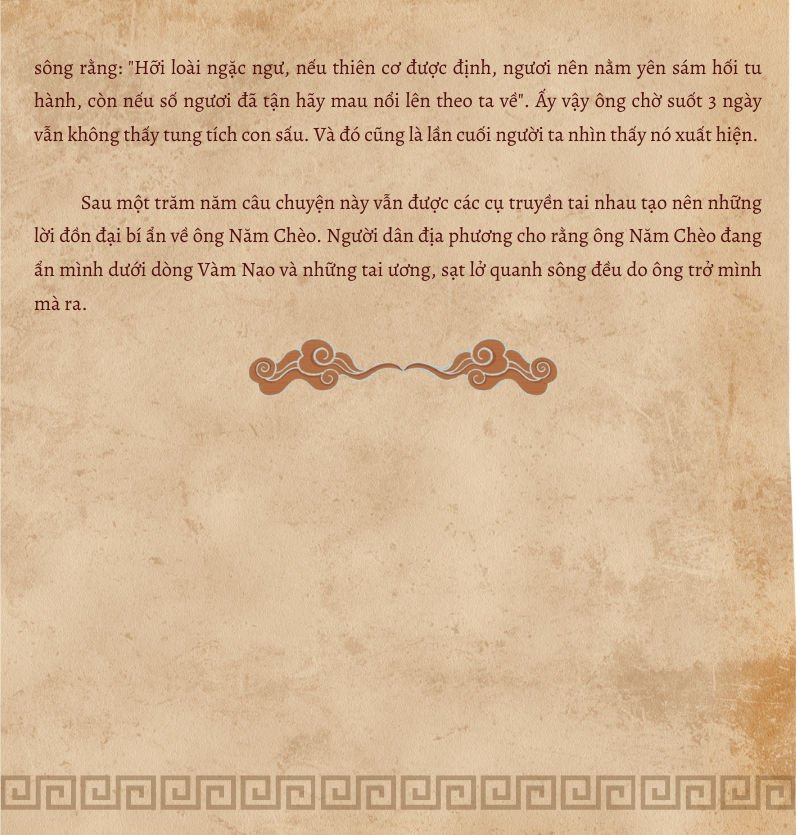 sông rằng: "Hỡi loài ngặc ngư, nếu thiên cơ được định, ngươi nên nằm yên sám hối tu
hành, còn nếu số ngươi đã tận hãy mau nổi lên theo ta về". Ấy vậy ông chờ suốt 3 ngày
vẫn không thấy tung tích con sấu. Và đó cũng là lần cuối người ta nhìn thấy nó xuất hiện.
Sau một trăm năm câu chuyện này vẫn được các cụ truyền tai nhau tạo nên những
lời đồn đại bí ẩn về ông Năm Chèo. Người dân địa phương cho rằng ông Năm Chèo đang
ẩn mình dưới dòng Vàm Nao và những tai ương, sạt lở quanh sông đều do ông trở mình
mà ra.